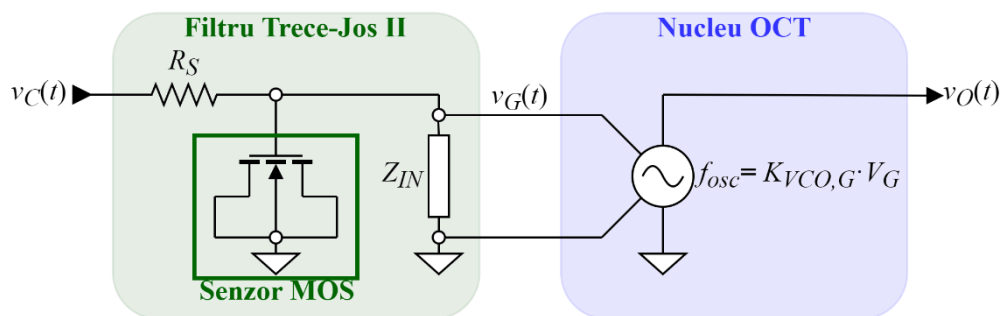 Filtru Trece-Jos II
Nucleu OCT
R_S
v_C(t)
v_G(t)
v_O(t)
Z_IN
f_osc= K_VCO,G·V_G
Senzor MOS